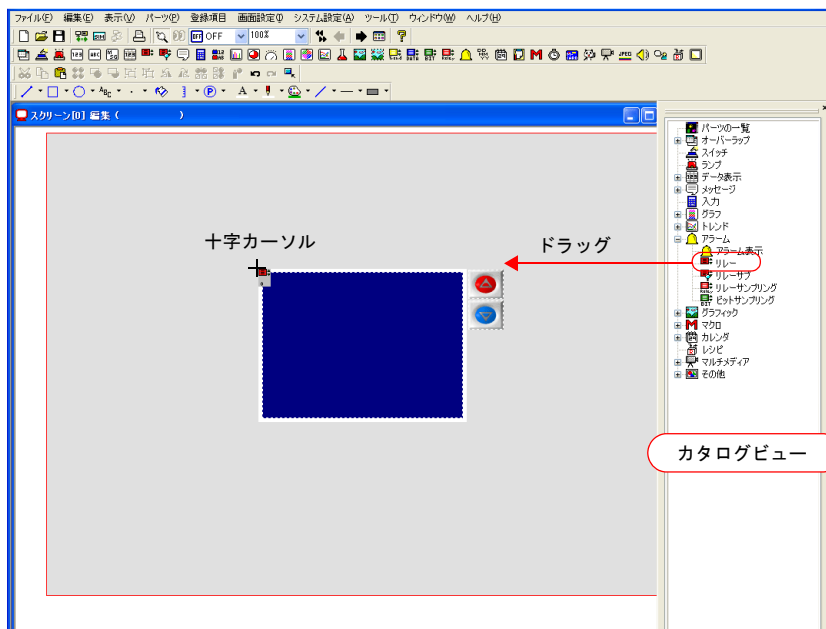 ファイル(F) 編集(E) 表示(V) パーツ(P) 登録項目 画面設定① システム設定(A) ツール(T) ウィンドウ(W) ヘルプ(H)
OFF OFF 100%
スクリーン[0] 編集 ( )
十字カーソル
ドラッグ
パーツの一覧
オーバーラップ
スイッチ
ランプ
データ表示
メッセージ
入力
グラフ
トレンド
アラーム
アラーム表示
リレー
リレーサブ
リレーサンプリング
ビットサンプリング
グラフィック
マクロ
カレンダ
レシピ
マルチメディア
その他
カタログビュー